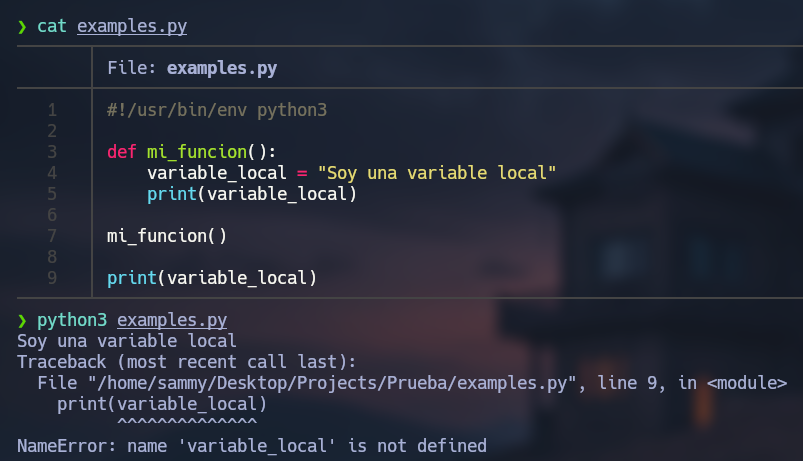 ❯ cat examples.py
File: examples.py
1 #!/usr/bin/env python3
2
3 def mi_funcion():
4     variable_local = "Soy una variable local"
5     print(variable_local)
6
7 mi_funcion()
8
9 print(variable_local)
❯ python3 examples.py
Soy una variable local
Traceback (most recent call last):
  File "/home/sammy/Desktop/Projects/Prueba/examples.py", line 9, in <module>
    print(variable_local)
          ^^^^^^^^^^^^^^
NameError: name 'variable_local' is not defined